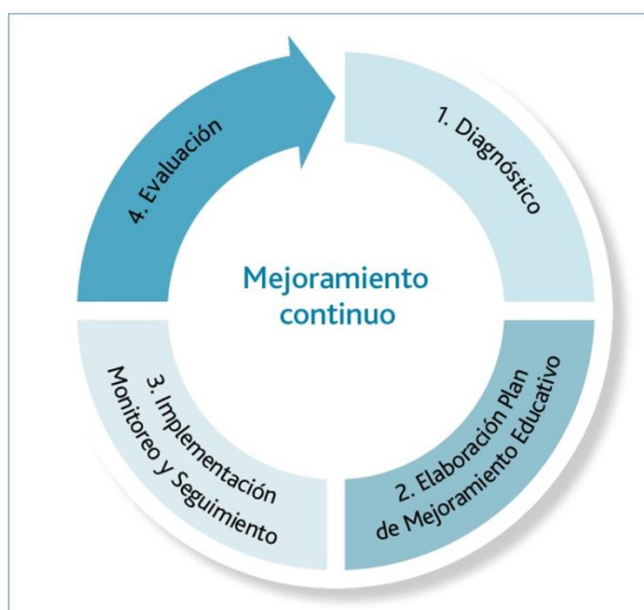 Mejoramiento
continuo
1. Diagnóstico
2. Elaboración Plan
de Mejoramiento Educativo
3. Implementación
Monitoreo y Seguimiento
4. Evaluación